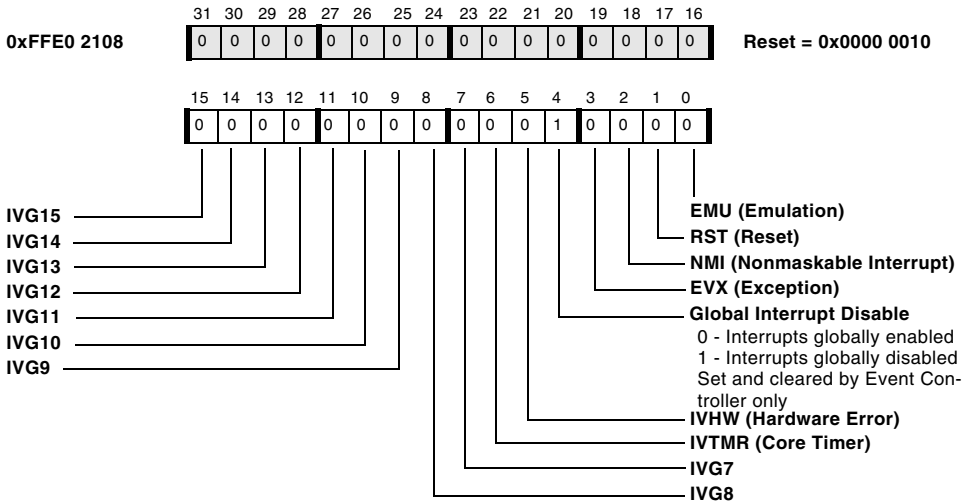 31 30 29 28 27 26 25 24 23 22 21 20 19 18 17 16
0xFFE0 2108 0 0 0 0 0 0 0 0 0 0 0 0 0 0 0 0 Reset = 0x0000 0010
15 14 13 12 11 10 9 8 7 6 5 4 3 2 1 0
0 0 0 0 0 0 0 0 0 0 0 1 0 0 0 0
IVG15
IVG14
IVG13
IVG12
IVG11
IVG10
IVG9
EMU (Emulation)
RST (Reset)
NMI (Nonmaskable Interrupt)
EVX (Exception)
Global Interrupt Disable
0 - Interrupts globally enabled
1 - Interrupts globally disabled
Set and cleared by Event Con-
troller only
IVHW (Hardware Error)
IVTMR (Core Timer)
IVG7
IVG8